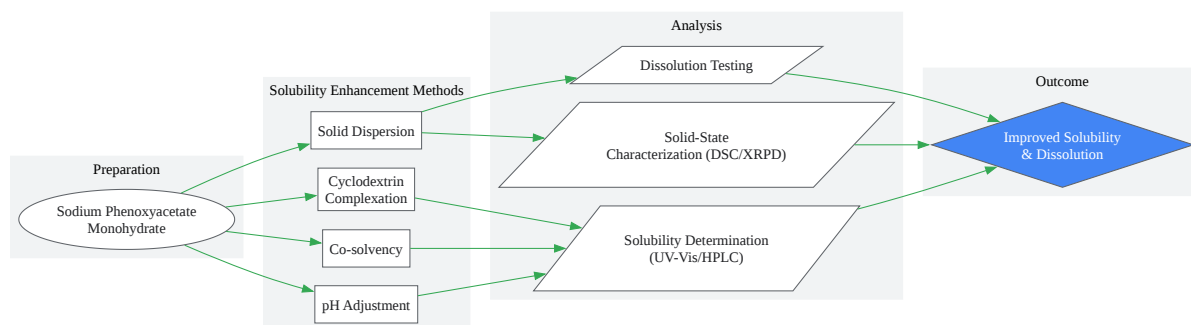 Preparation
Sodium Phenoxyacetate
Monohydrate
Solubility Enhancement Methods
Solid Dispersion
Cyclodextrin
Complexation
Co-solvency
pH Adjustment
Analysis
Dissolution Testing
Solid-State
Characterization (DSC/XRPD)
Solubility Determination
(UV-Vis/HPLC)
Outcome
Improved Solubility
& Dissolution